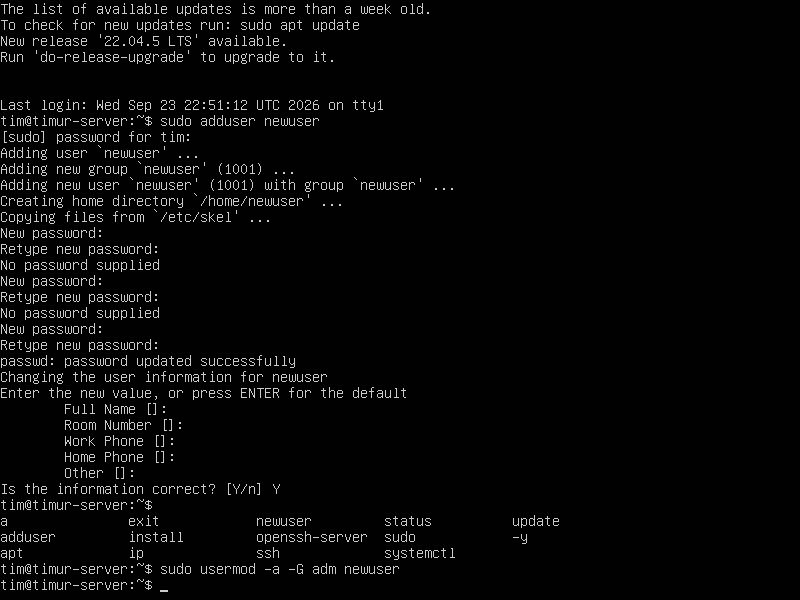 The list of available updates is more than a week old.
To check for new updates run: sudo apt update
New release '22.04.5 LTS' available.
Run 'do-release-upgrade' to upgrade to it.
Last login: Wed Sep 23 22:51:12 UTC 2026 on tty1
tim@timur-server:~$ sudo adduser newuser
[sudo] password for tim:
Adding user `newuser' ...
Adding new group `newuser' (1001) ...
Adding new user `newuser' (1001) with group `newuser' ...
Creating home directory `/home/newuser' ...
Copying files from `/etc/skel' ...
New password:
Retype new password:
No password supplied
New password:
Retype new password:
No password supplied
New password:
Retype new password:
passwd: password updated successfully
Changing the user information for newuser
Enter the new value, or press ENTER for the default
        Full Name []:
        Room Number []:
        Work Phone []:
        Home Phone []:
        Other []:
Is the information correct? [Y/n] Y
tim@timur-server:~$
a               exit            newuser         status          update
adduser         install         openssh-server  sudo            -y
apt             ip              ssh             systemctl
tim@timur-server:~$ sudo usermod -a -G adm newuser
tim@timur-server:~$ _